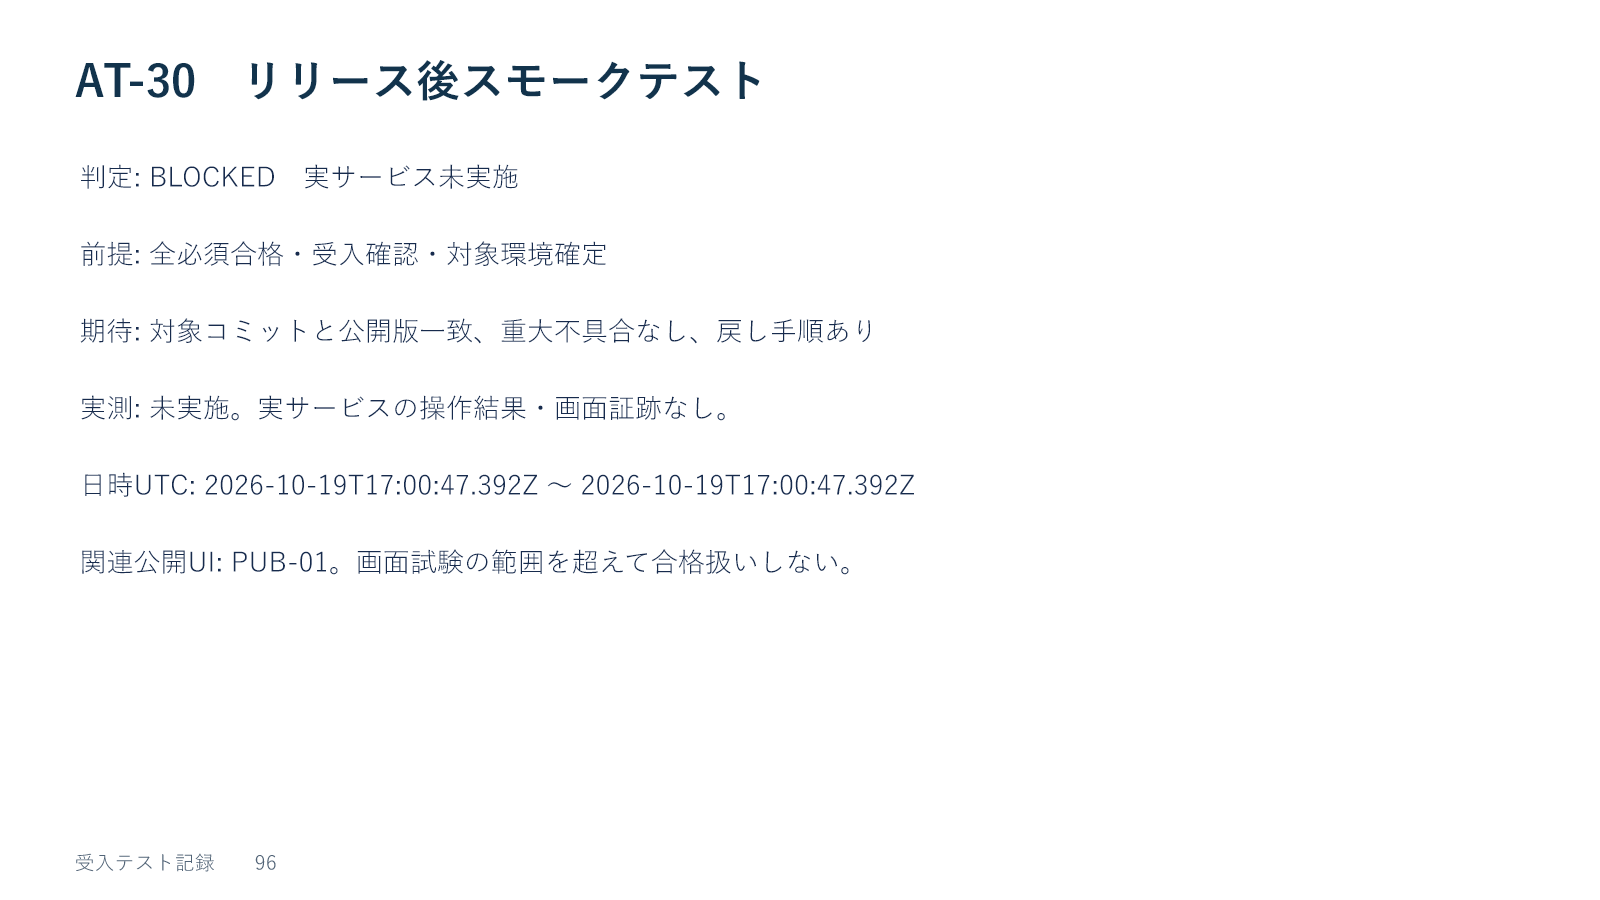 AT-30　リリース後スモークテスト
判定: BLOCKED　実サービス未実施
前提: 全必須合格・受入確認・対象環境確定
期待: 対象コミットと公開版一致、重大不具合なし、戻し手順あり
実測: 未実施。実サービスの操作結果・画面証跡なし。
日時UTC: 2026-10-19T17:00:47.392Z ～ 2026-10-19T17:00:47.392Z
関連公開UI: PUB-01。画面試験の範囲を超えて合格扱いしない。
受入テスト記録　96